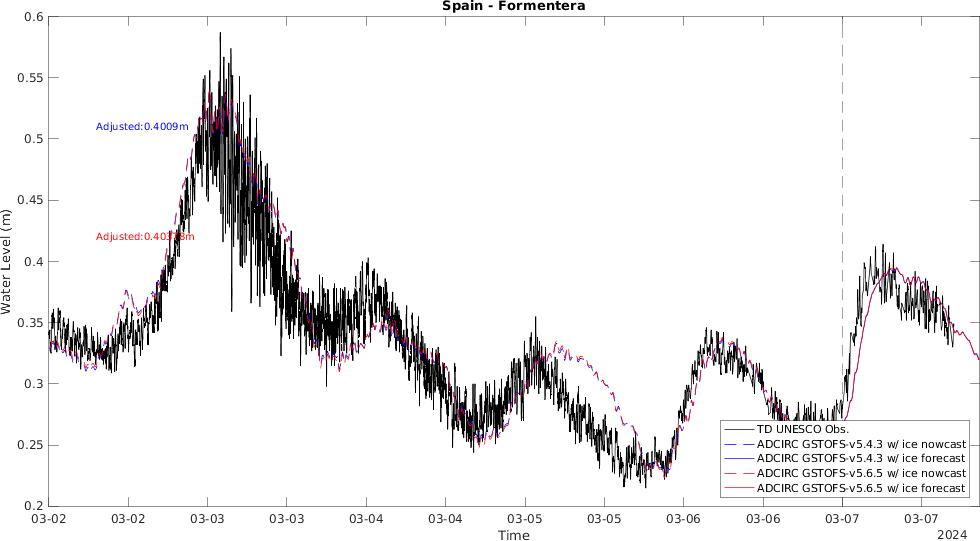 Spain - Formentera
0.6
0.55
0.5
0.45
0.4
0.35
0.3
0.25
0.2
Water Level (m)
Adjusted:0.4009m
TD UNESCO Obs.
ADCIRC GSTOFS-v5.4.3 w/ ice nowcast
ADCIRC GSTOFS-v5.4.3 w/ ice forecast
ADCIRC GSTOFS-v5.6.5 w/ ice nowcast
ADCIRC GSTOFS-v5.6.5 w/ ice forecast
03-02 03-02 03-03 03-03 03-04 03-04 03-05 03-05 03-06 03-06 03-07 03-07
Time
2024